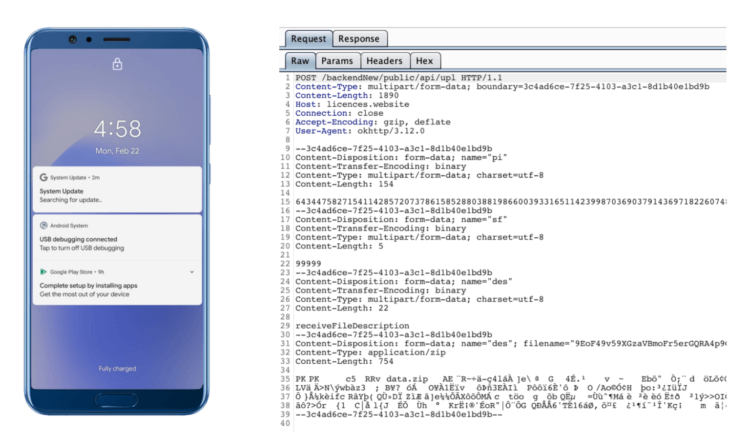 4:58
Mon, Feb 22
System Update • 2m
System Update
Searching for update..
Android System
USB debugging connected
Tap to turn off USB debugging
Google Play Store • 9h
Complete setup by installing apps
Get the most out of your device
Fully charged
Request Response
Raw Params Headers Hex
1 POST /backendNew/public/api/upl HTTP/1.1
2 Content-Type: multipart/form-data; boundary=3c4ad6ce-7f25-4103-a3c1-8d1b40e1bd9b
3 Content-Length: 1890
4 Host: licences.website
5 Connection: close
6 Accept-Encoding: gzip, deflate
7 User-Agent: okhttp/3.12.0
8
9 --3c4ad6ce-7f25-4103-a3c1-8d1b40e1bd9b
10 Content-Disposition: form-data; name="pi"
11 Content-Transfer-Encoding: binary
12 Content-Type: multipart/form-data; charset=utf-8
13 Content-Length: 154
14
15
16 --3c4ad6ce-7f25-4103-a3c1-8d1b40e1bd9b
17 Content-Disposition: form-data; name="sf"
18 Content-Transfer-Encoding: binary
19 Content-Type: multipart/form-data; charset=utf-8
20 Content-Length: 5
21
22 99999
23 --3c4ad6ce-7f25-4103-a3c1-8d1b40e1bd9b
24 Content-Disposition: form-data; name="des"
25 Content-Transfer-Encoding: binary
26 Content-Type: multipart/form-data; charset=utf-8
27 Content-Length: 22
28
29 receiveFileDescription
30 --3c4ad6ce-7f25-4103-a3c1-8d1b40e1bd9b
31 Content-Disposition: form-data; name="des"; filename="9EoF49v59XGzaVBmoFr5erGQRA4p9
32 Content-Type: application/zip
33 Content-Length: 754
34
35 PK PK c5 RRv data.zip
36
37
38
39 --3c4ad6ce-7f25-4103-a3c1-8d1b40e1bd9b--
40